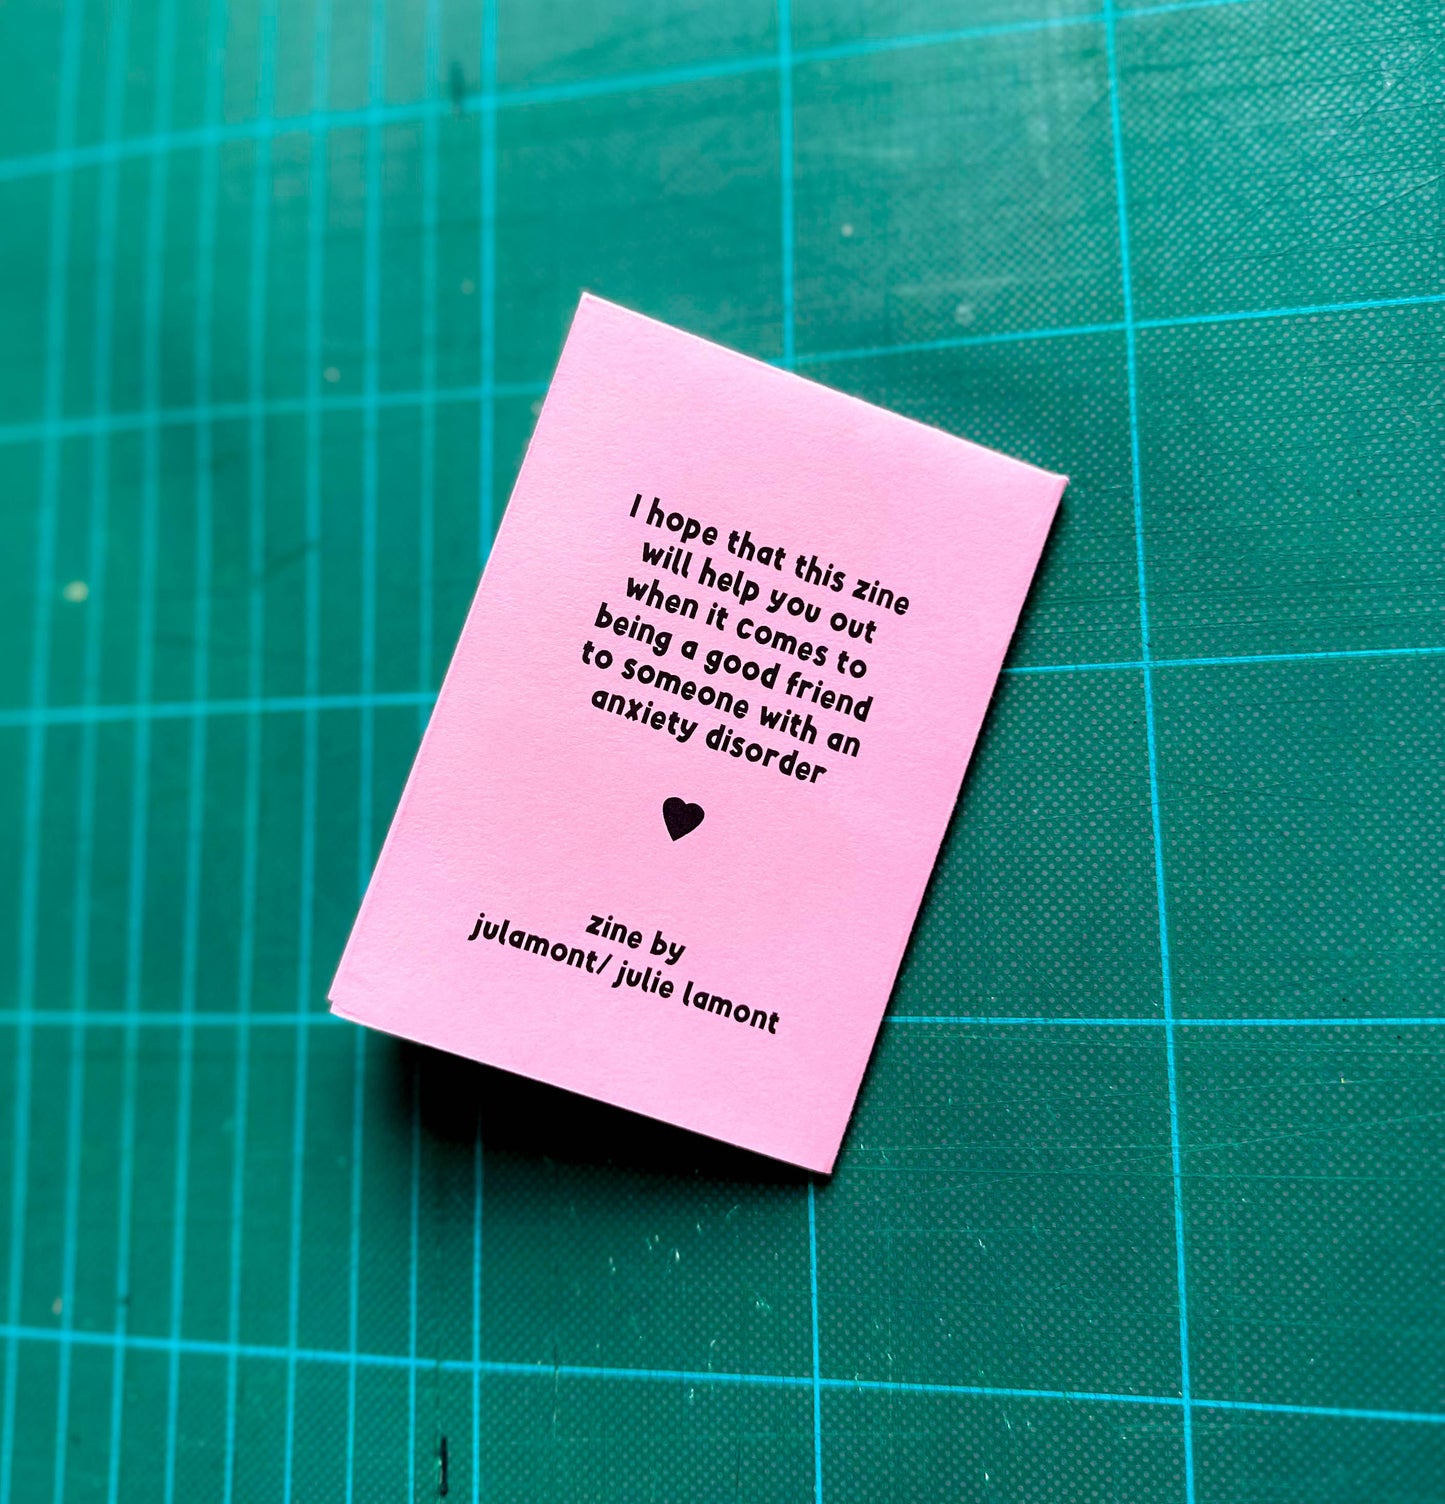 I hope that this zine
will help you out
when it comes to
being a good friend
to someone with an
anxiety disorder
zine by
julamont/ julie lamont